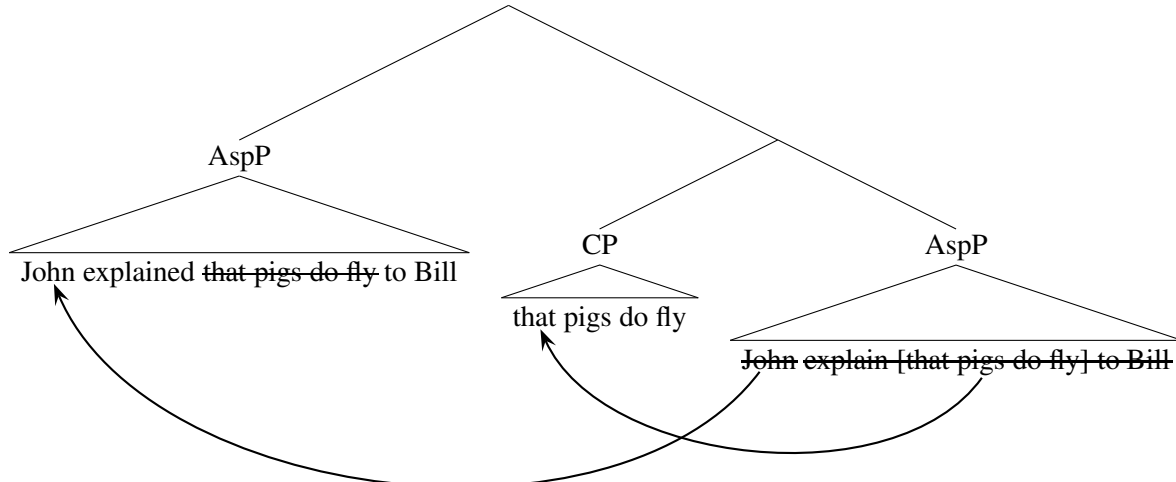 AspP
John explained that pigs do fly to Bill
CP
that pigs do fly
AspP
John explain [that pigs do fly] to Bill